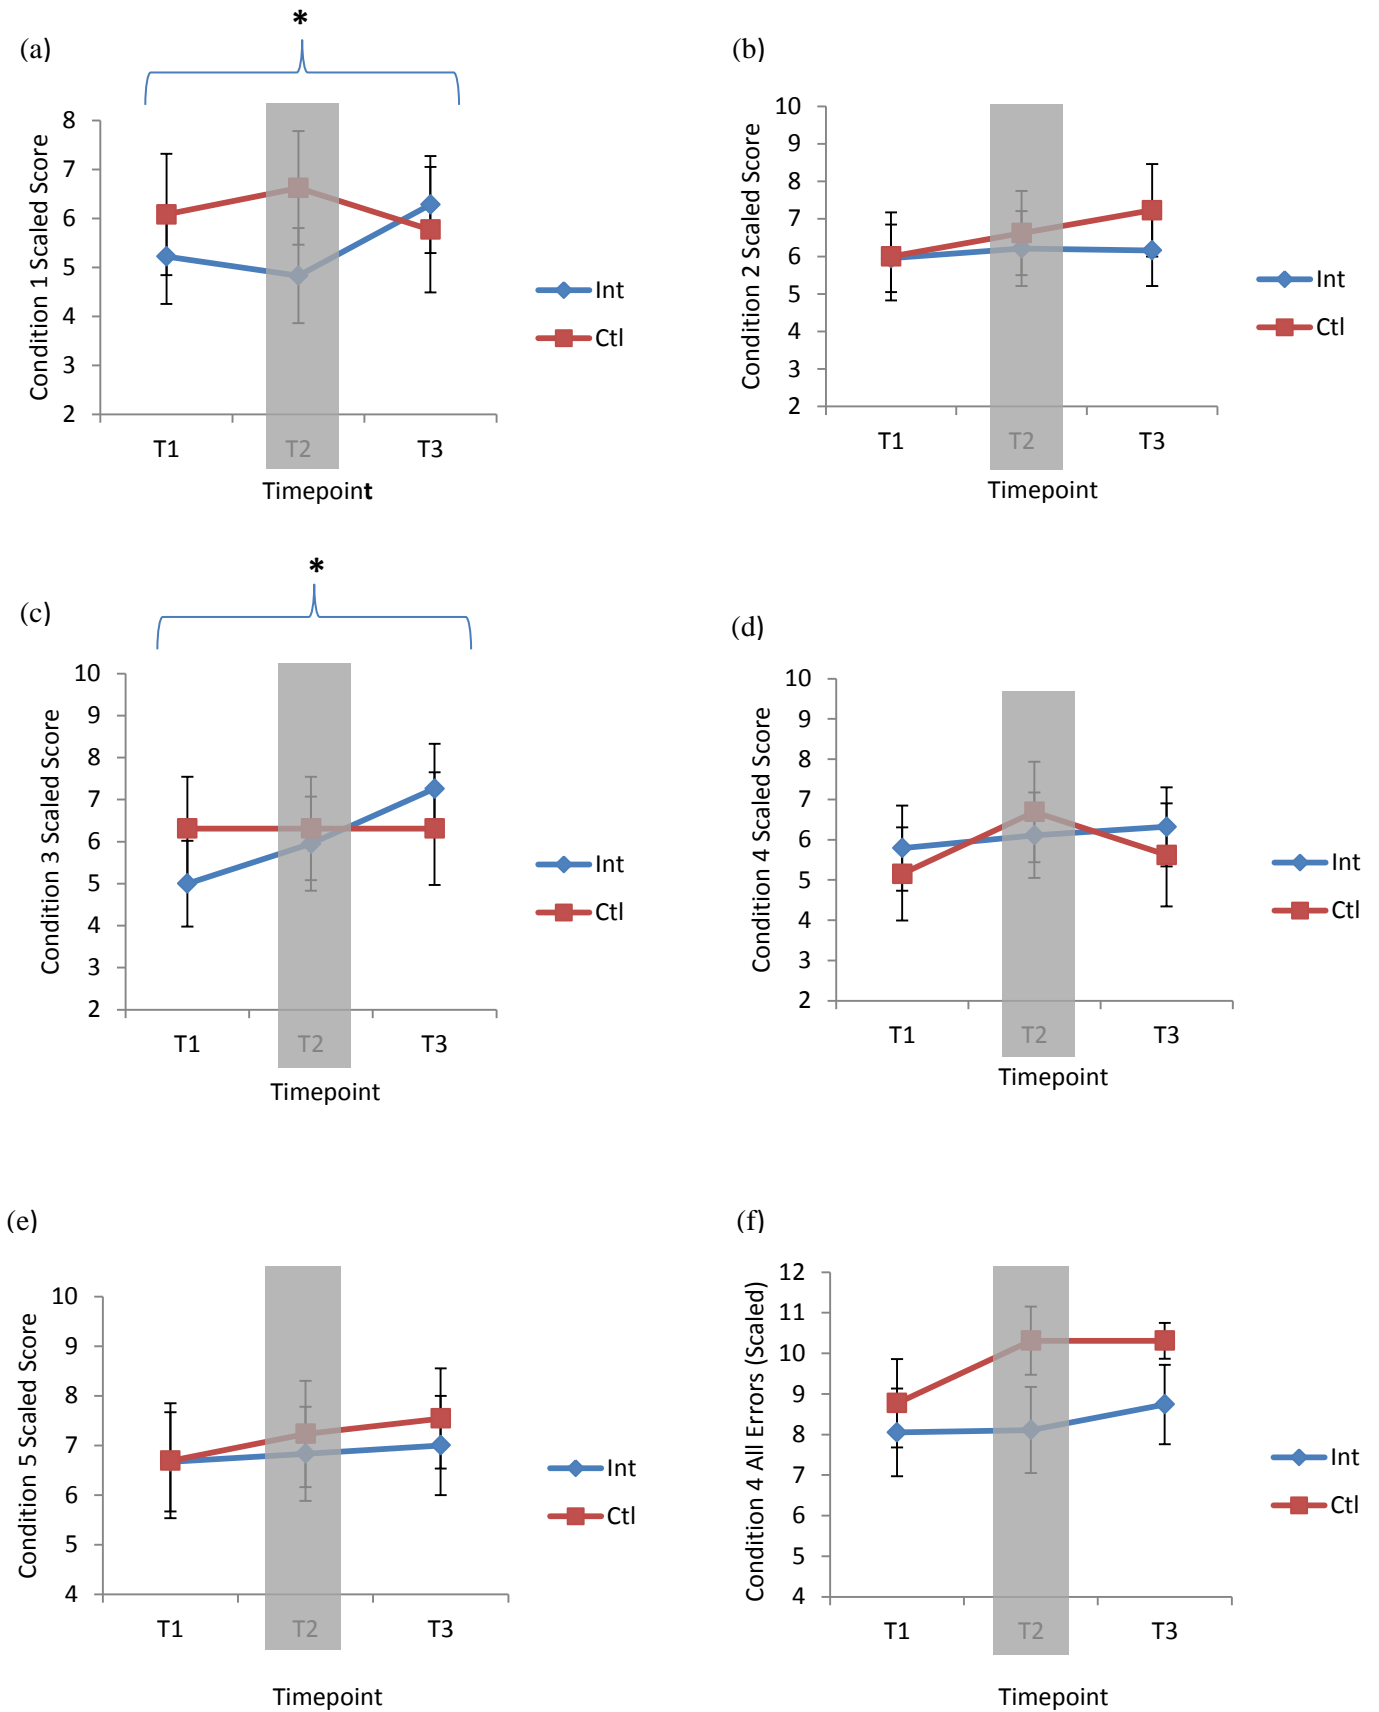 (a)
*
Condition 1 Scaled Score
8
7
6
5
4
3
2
T1
T2
T3
Timepoint
Int
Ctl
(b)
Condition 2 Scaled Score
10
9
8
7
6
5
4
3
2
T1
T2
T3
Timepoint
Int
Ctl
(c)
*
Condition 3 Scaled Score
10
9
8
7
6
5
4
3
2
T1
T2
T3
Timepoint
Int
Ctl
(d)
Condition 4 Scaled Score
10
9
8
7
6
5
4
3
2
T1
T2
T3
Timepoint
Int
Ctl
(e)
Condition 5 Scaled Score
10
9
8
7
6
5
4
T1
T2
T3
Timepoint
Int
Ctl
(f)
Condition 4 All Errors (Scaled)
12
11
10
9
8
7
6
5
4
T1
T2
T3
Timepoint
Int
Ctl